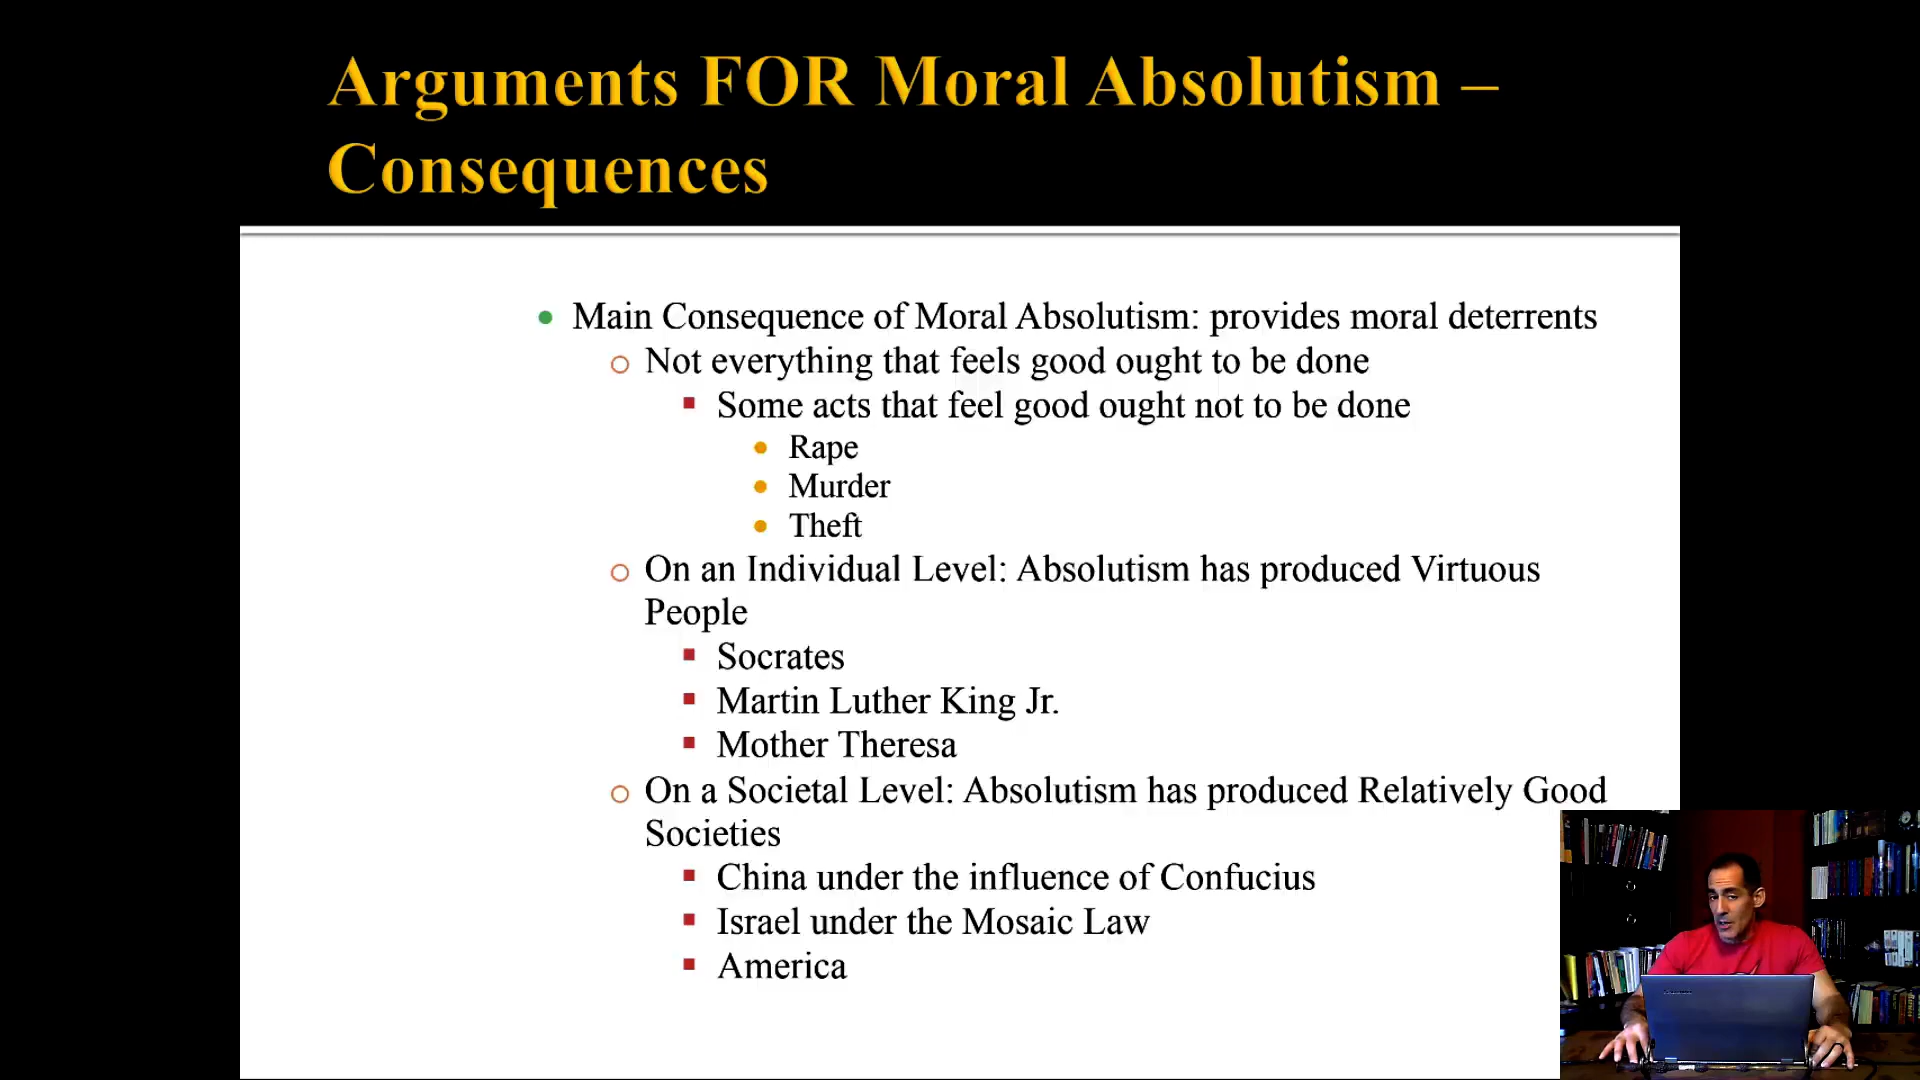 Arguments FOR Moral Absolutism –
Consequences
Main Consequence of Moral Absolutism: provides moral deterrents
Not everything that feels good ought to be done
Some acts that feel good ought not to be done
Rape
Murder
Theft
On an Individual Level: Absolutism has produced Virtuous
People
Socrates
Martin Luther King Jr.
Mother Theresa
On a Societal Level: Absolutism has produced Relatively Good
Societies
China under the influence of Confucius
Israel under the Mosaic Law
America